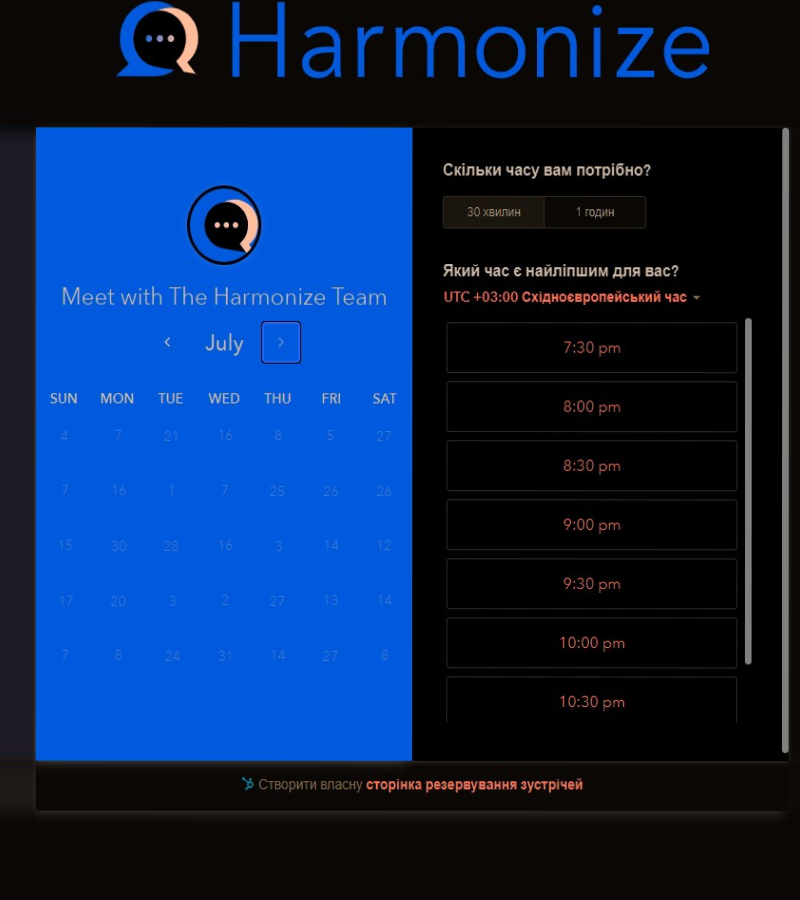 Harmonize
Meet with The Harmonize Team
July
SUN MON TUE WED THU FRI SAT
4 7 21 16 8 5 27
7 16 1 7 25 26 26
15 30 28 16 3 14 12
17 20 3 2 27 13 14
7 8 24 31 14 27 8
Скільки часу вам потрібно?
30 хвилин 1 годин
Який час є найліпшим для вас?
UTC +03:00 Східноєвропейський час
7:30 pm
8:00 pm
8:30 pm
9:00 pm
9:30 pm
10:00 pm
10:30 pm
Створити власну сторінка резервування зустрічей